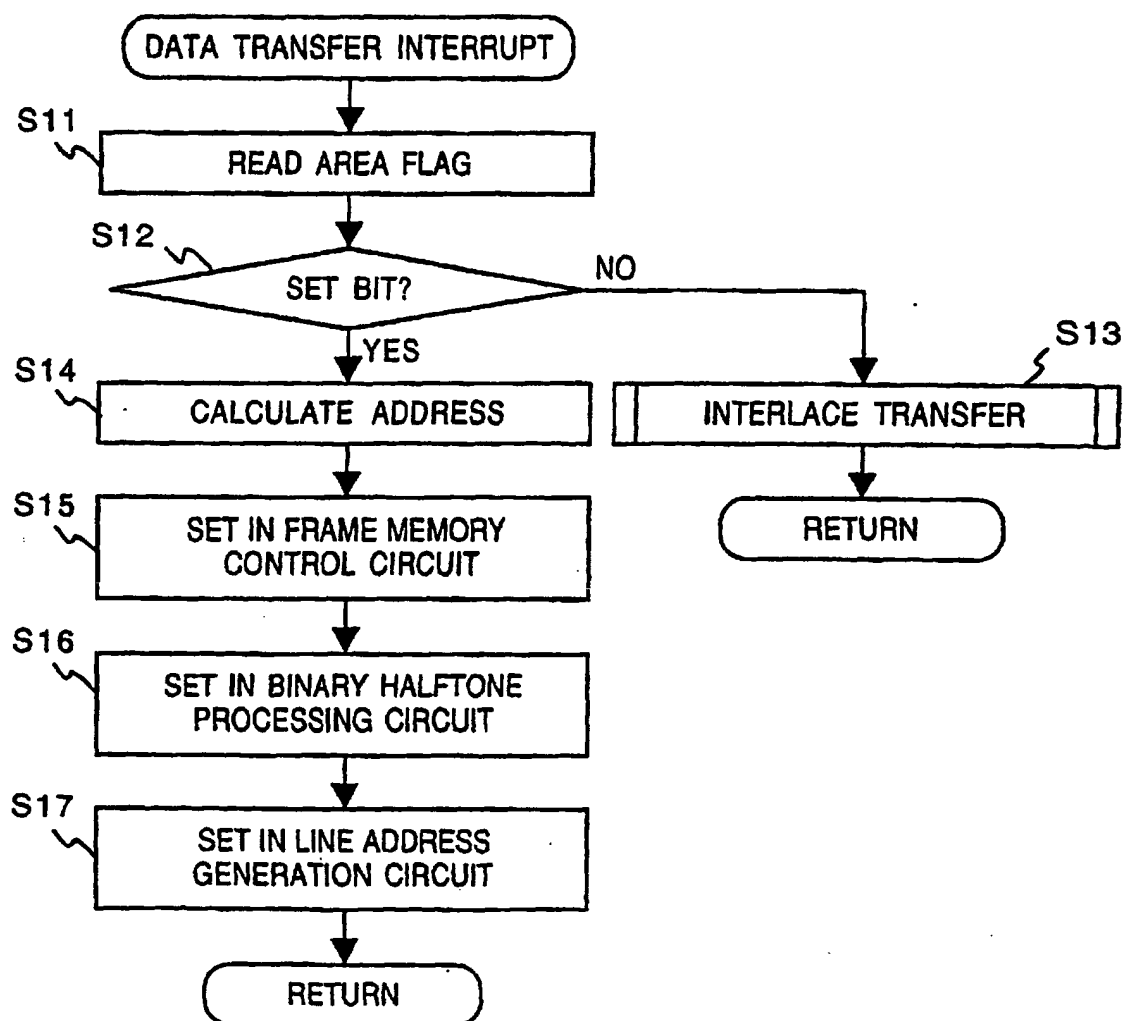 DATA TRANSFER INTERRUPT
S11
READ AREA FLAG
S12
SET BIT?
NO
YES
S13
S14
CALCULATE ADDRESS
INTERLACE TRANSFER
S15
SET IN FRAME MEMORY
CONTROL CIRCUIT
RETURN
S16
SET IN BINARY HALFTONE
PROCESSING CIRCUIT
S17
SET IN LINE ADDRESS
GENERATION CIRCUIT
RETURN